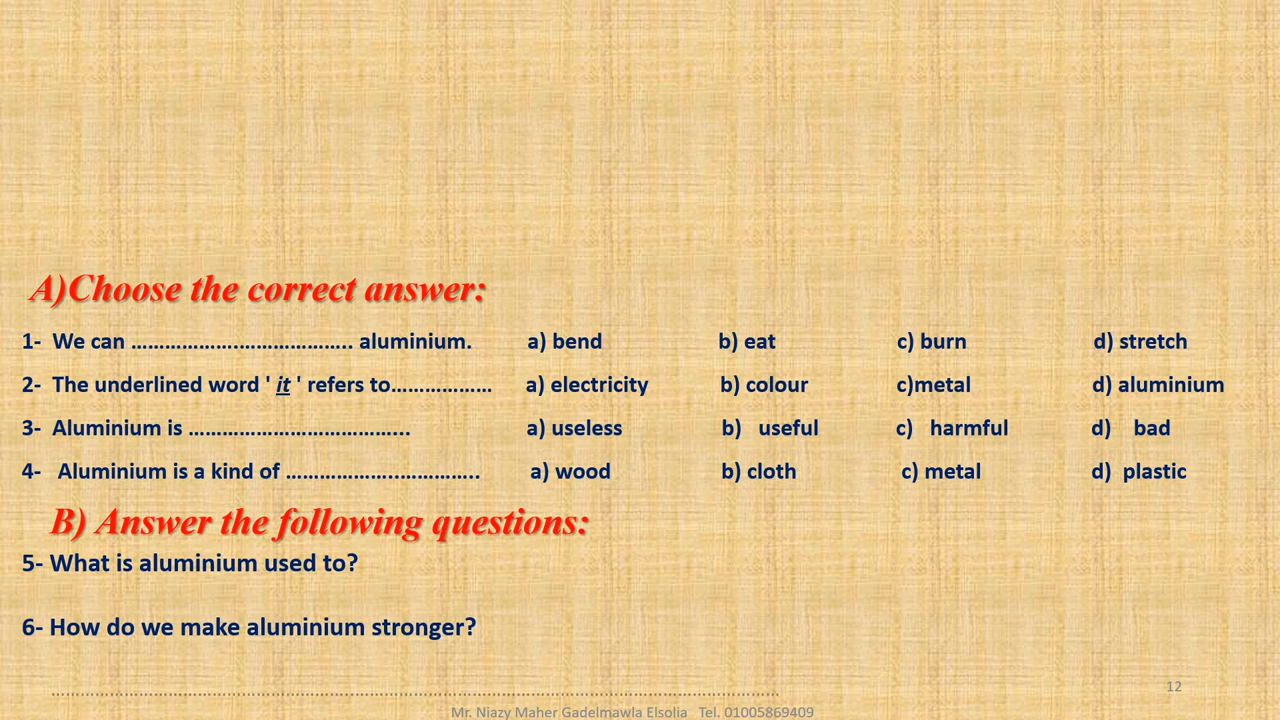 A)Choose the correct answer:
1- We can ……………….……………….. aluminium. a) bend b) eat c) burn d) stretch
2- The underlined word ' it ' refers to……………… a) electricity b) colour c)metal d) aluminium
3- Aluminium is ………………………………... a) useless b) useful c) harmful d) bad
4- Aluminium is a kind of ………………..………….. a) wood b) cloth c) metal d) plastic
B) Answer the following questions:
5- What is aluminium used to?
6- How do we make aluminium stronger?
………………………………………………………………………………………………………………
12
Mr. Niazy Maher Gadelmawla Elsolia Tel. 01005869409